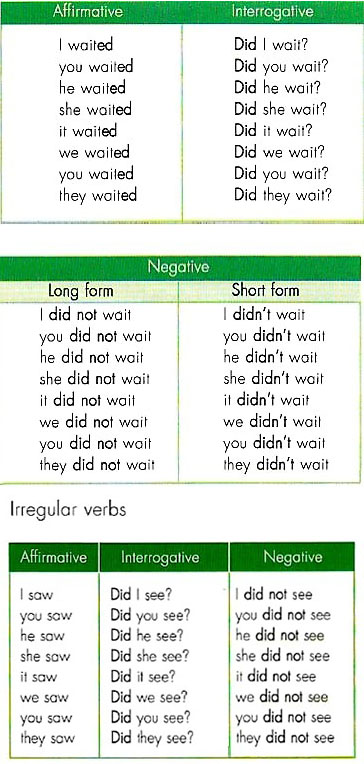 Affirmative Interrogative
I waited Did I wait?
you waited Did you wait?
he waited Did he wait?
she waited Did she wait?
it waited Did it wait?
we waited Did we wait?
you waited Did you wait?
they waited Did they wait?
Negative
Long form Short form
I did not wait I didn't wait
you did not wait you didn't wait
he did not wait he didn't wait
she did not wait she didn't wait
it did not wait it didn't wait
we did not wait we didn't wait
you did not wait you didn't wait
they did not wait they didn't wait
Irregular verbs
Affirmative Interrogative Negative
I saw Did I see? I did not see
you saw Did you see? you did not see
he saw Did he see? he did not see
she saw Did she see? she did not see
it saw Did it see? it did not see
we saw Did we see? we did not see
you saw Did you see? you did not see
they saw Did they see? they did not see